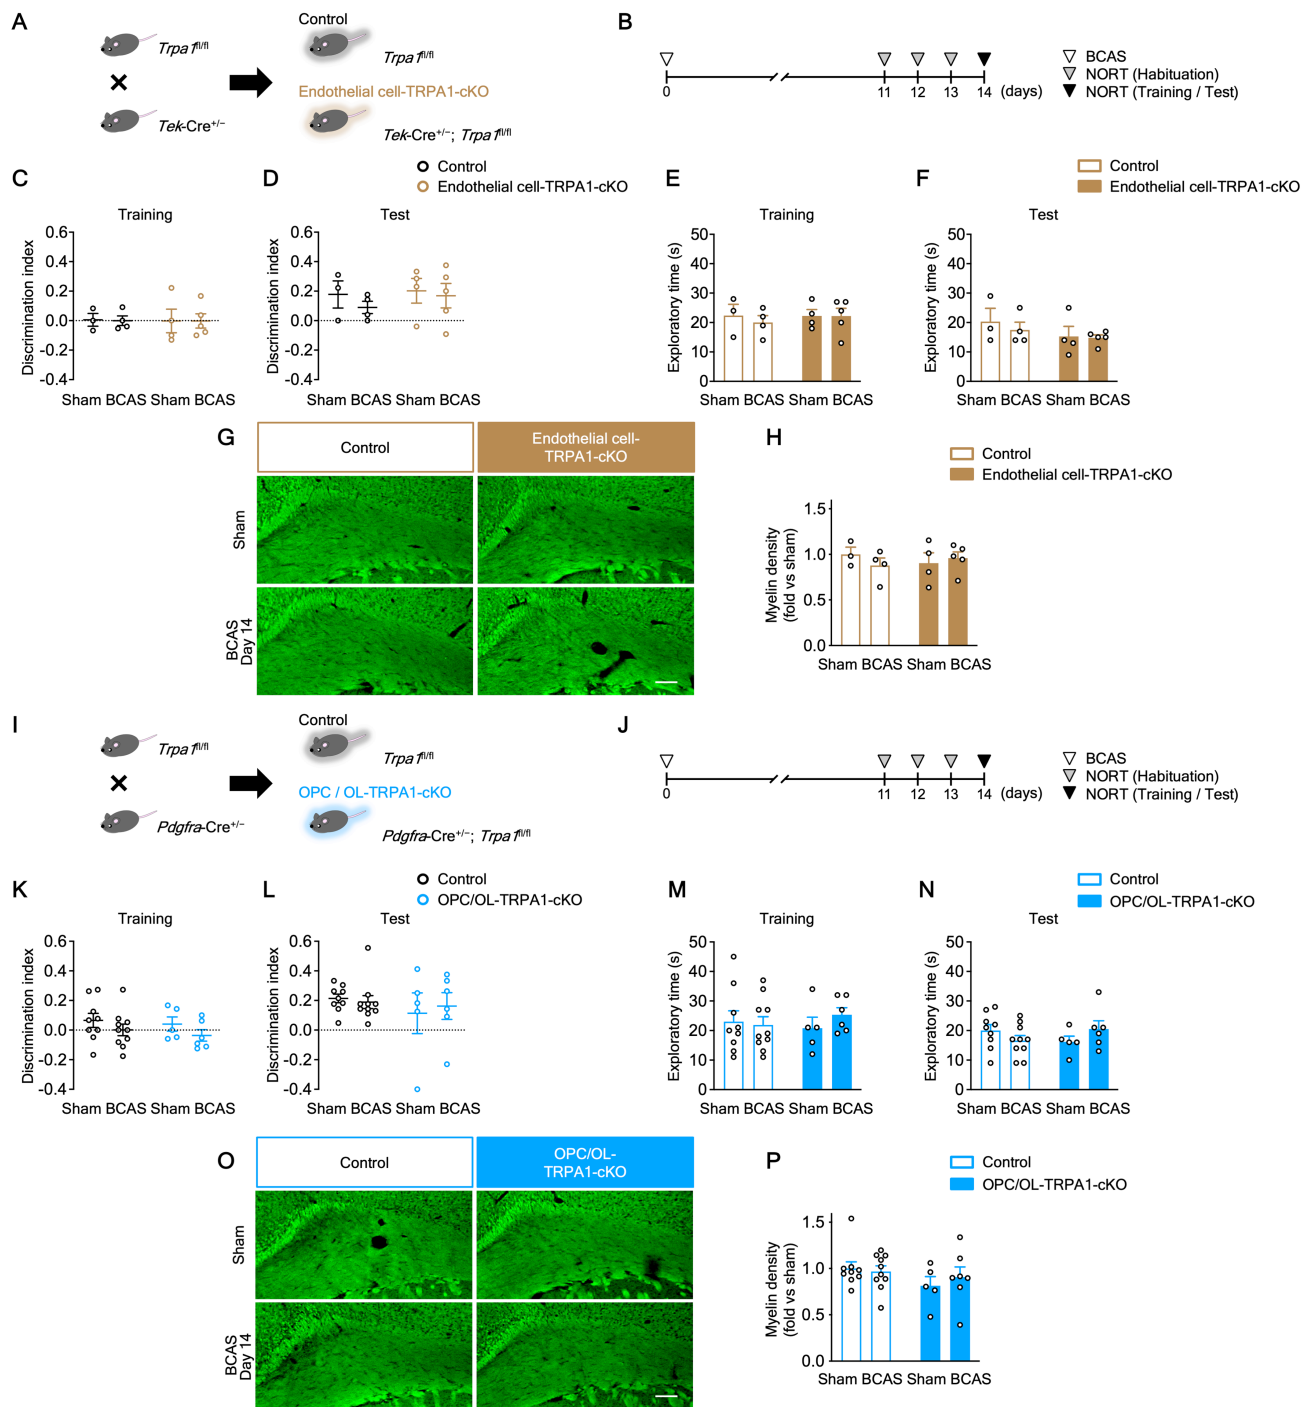 A
Trpa1fl/fl
×
Tek-Cre+/−
Control
Trpa1fl/fl
Endothelial cell-TRPA1-cKO
Tek-Cre+/−; Trpa1fl/fl
B
0
11
12
13
14
(days)
BCAS
NORT (Habituation)
NORT (Training / Test)
C
Training
Discrimination index
0.6
0.4
0.2
0.0
-0.2
-0.4
Sham BCAS Sham BCAS
D
Control
Endothelial cell-TRPA1-cKO
Test
Discrimination index
0.6
0.4
0.2
0.0
-0.2
-0.4
Sham BCAS Sham BCAS
E
Training
Exploratory time (s)
50
40
30
20
10
0
Sham BCAS Sham BCAS
F
Control
Endothelial cell-TRPA1-cKO
Test
Exploratory time (s)
50
40
30
20
10
0
Sham BCAS Sham BCAS
G
Control
Endothelial cell-
TRPA1-cKO
Sham
BCAS
Day 14
H
Control
Endothelial cell-TRPA1-cKO
Myelin density
(fold vs sham)
1.5
1.0
0.5
0.0
Sham BCAS Sham BCAS
I
Trpa1fl/fl
×
Pdgfra-Cre+/−
Control
Trpa1fl/fl
OPC / OL-TRPA1-cKO
Pdgfra-Cre+/−; Trpa1fl/fl
J
0
11
12
13
14
(days)
BCAS
NORT (Habituation)
NORT (Training / Test)
K
Training
Discrimination index
0.6
0.4
0.2
0.0
-0.2
-0.4
Sham BCAS Sham BCAS
L
Control
OPC/OL-TRPA1-cKO
Test
Discrimination index
0.6
0.4
0.2
0.0
-0.2
-0.4
Sham BCAS Sham BCAS
M
Training
Exploratory time (s)
50
40
30
20
10
0
Sham BCAS Sham BCAS
N
Control
OPC/OL-TRPA1-cKO
Test
Exploratory time (s)
50
40
30
20
10
0
Sham BCAS Sham BCAS
O
Control
OPC/OL-
TRPA1-cKO
Sham
BCAS
Day 14
P
Control
OPC/OL-TRPA1-cKO
Myelin density
(fold vs sham)
1.5
1.0
0.5
0.0
Sham BCAS Sham BCAS